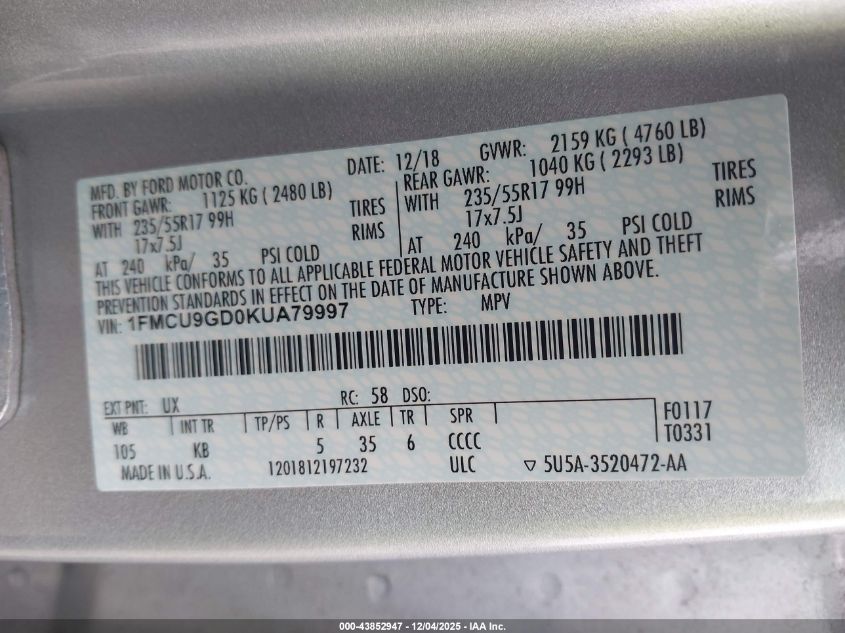 MFD. BY FORD MOTOR CO.
DATE: 12/18 GVWR: 2159 KG ( 4760 LB)
FRONT GAWR: 1125 KG ( 2480 LB)
WITH 235/55R17 99H TIRES
17x7.5J RIMS
AT 240 kPa/ 35 PSI COLD
REAR GAWR: 1040 KG ( 2293 LB)
WITH 235/55R17 99H TIRES
17x7.5J RIMS
AT 240 kPa/ 35 PSI COLD
THIS VEHICLE CONFORMS TO ALL APPLICABLE FEDERAL MOTOR VEHICLE SAFETY AND THEFT
PREVENTION STANDARDS IN EFFECT ON THE DATE OF MANUFACTURE SHOWN ABOVE.
VIN: 1FMCU9GD0KUA79997 TYPE: MPV
EXT PNT: UX RC: 58 DSO:
WB INT TR TP/PS R AXLE TR SPR F0117
105 KB 5 35 6 CCCC T0331
MADE IN U.S.A. 1201812197232 ULC ▽ 5U5A-3520472-AA
000-43852947 - 12/04/2025 - IAA Inc.